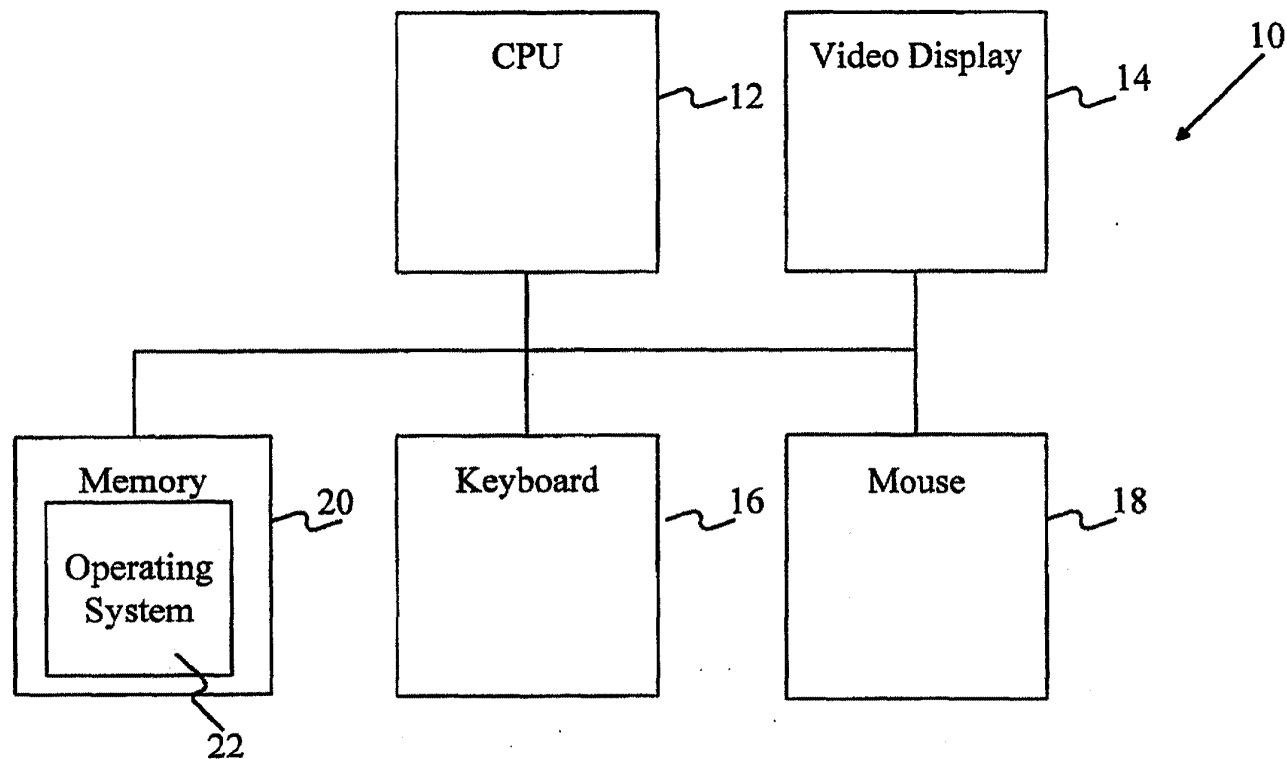 CPU
Video Display
10
12
14
Memory
20
Operating
System
22
Keyboard
16
Mouse
18